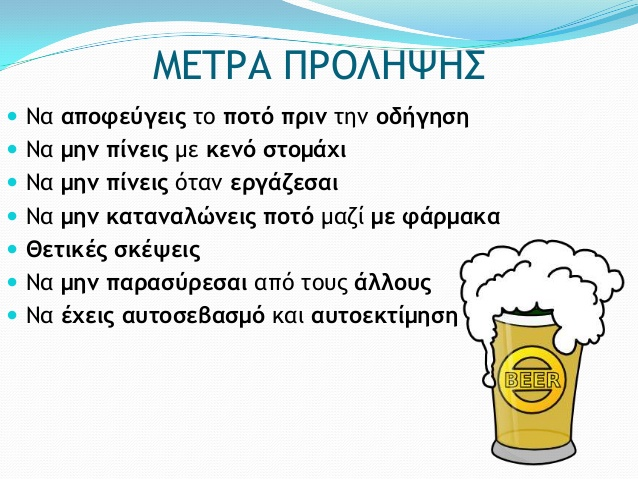 ΜΕΤΡΑ ΠΡΟΛΗΨΗΣ
• Να αποφεύγεις το ποτό πριν την οδήγηση
• Να μην πίνεις με κενό στομάχι
• Να μην πίνεις όταν εργάζεσαι
• Να μην καταναλώνεις ποτό μαζί με φάρμακα
• Θετικές σκέψεις
• Να μην παρασύρεσαι από τους άλλους
• Να έχεις αυτοσεβασμό και αυτοεκτίμηση
BEER